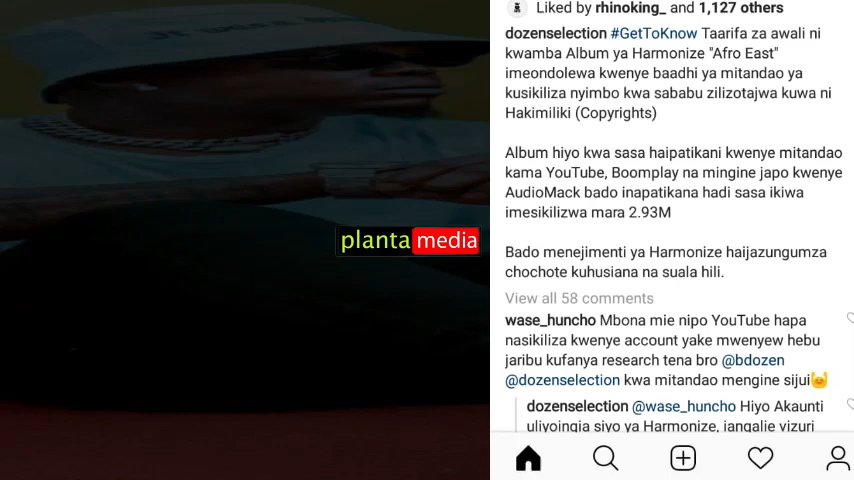 Liked by rhinoking_ and 1,127 others
dozenselection #GetToKnow Taarifa za awali ni
kwamba Album ya Harmonize "Afro East"
imeondolewa kwenye baadhi ya mitandao ya
kusikiliza nyimbo kwa sababu zilizotajwa kuwa ni
Hakimiliki (Copyrights)
Album hiyo kwa sasa haipatikani kwenye mitandao
kama YouTube, Boomplay na mingine japo kwenye
AudioMack bado inapatikana hadi sasa ikiwa
imesikilizwa mara 2.93M
Bado menejimenti ya Harmonize haijazungumza
chochote kuhusiana na suala hili.
View all 58 comments
wase_huncho Mbona mie nipo YouTube hapa
nasikiliza kwenye account yake mwenyew hebu
jaribu kufanya research tena bro @bdozen
@dozenselection kwa mitandao mengine sijui🤘
dozenselection @wase_huncho Hiyo Akaunti
uliyoingia siyo ya Harmonize, iangalie vizuri
planta media